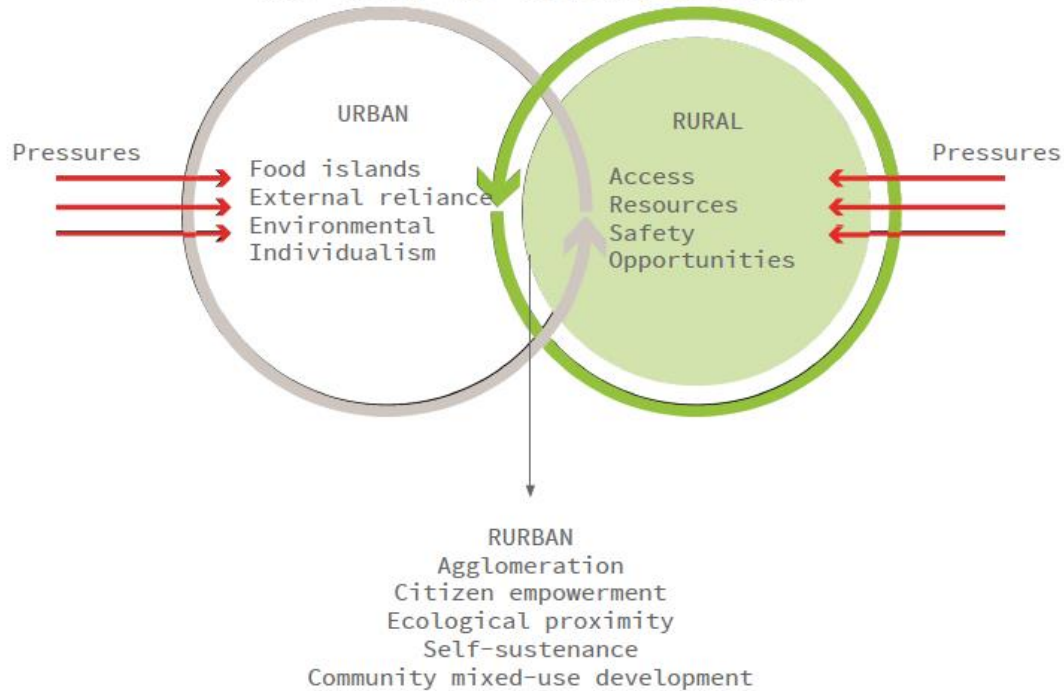 URBAN
Food islands
External reliance
Environmental
Individualism
RURAL
Access
Resources
Safety
Opportunities
Pressures
Pressures
RURBAN
Agglomeration
Citizen empowerment
Ecological proximity
Self-sustenance
Community mixed-use development